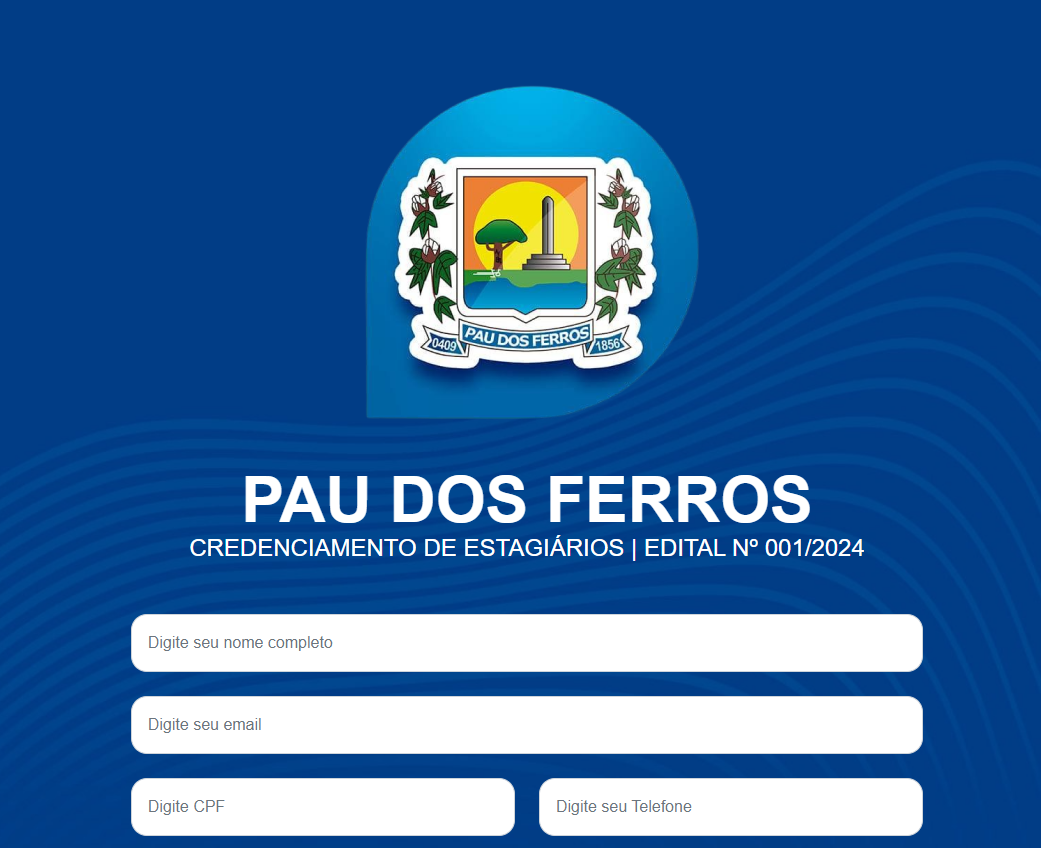 0409 PAU DOS FERROS 1856
PAU DOS FERROS
CREDENCIAMENTO DE ESTAGIÁRIOS | EDITAL Nº 001/2024
Digite seu nome completo
Digite seu email
Digite CPF
Digite seu Telefone